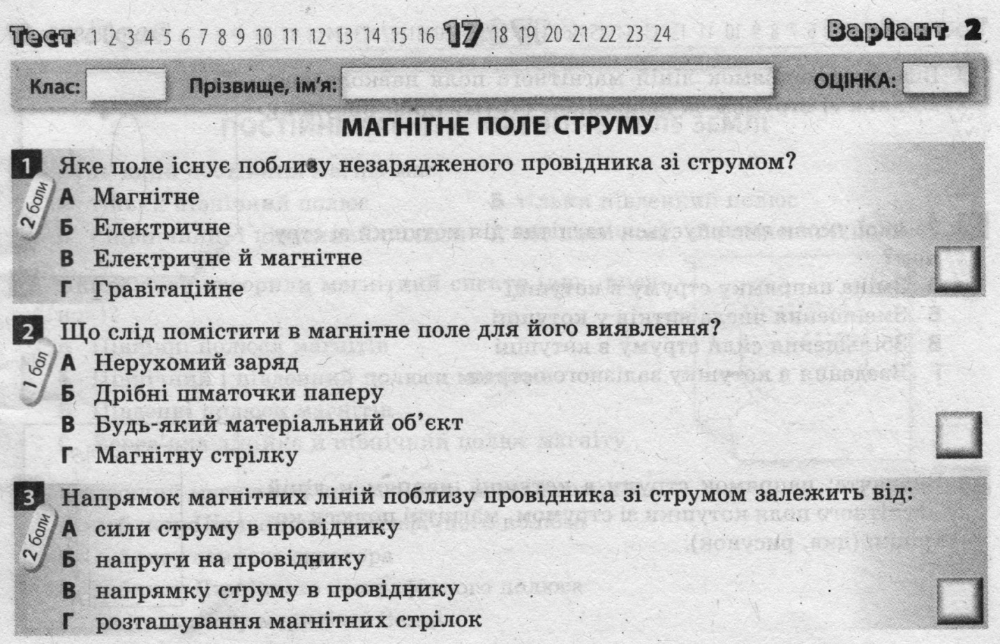 Тест 1 2 3 4 5 6 7 8 9 10 11 12 13 14 15 16 17 18 19 20 21 22 23 24 Варіант 2
Клас: Прізвище, ім'я: ОЦІНКА:
МАГНІТНЕ ПОЛЕ СТРУМУ
1 Яке поле існує поблизу незарядженого провідника зі струмом?
2 бали
А Магнітне
Б Електричне
В Електричне й магнітне
Г Гравітаційне
2 Що слід помістити в магнітне поле для його виявлення?
1 бал
А Нерухомий заряд
Б Дрібні шматочки паперу
В Будь-який матеріальний об'єкт
Г Магнітну стрілку
3 Напрямок магнітних ліній поблизу провідника зі струмом залежить від:
2 бали
А сили струму в провіднику
Б напруги на провіднику
В напрямку струму в провіднику
Г розташування магнітних стрілок